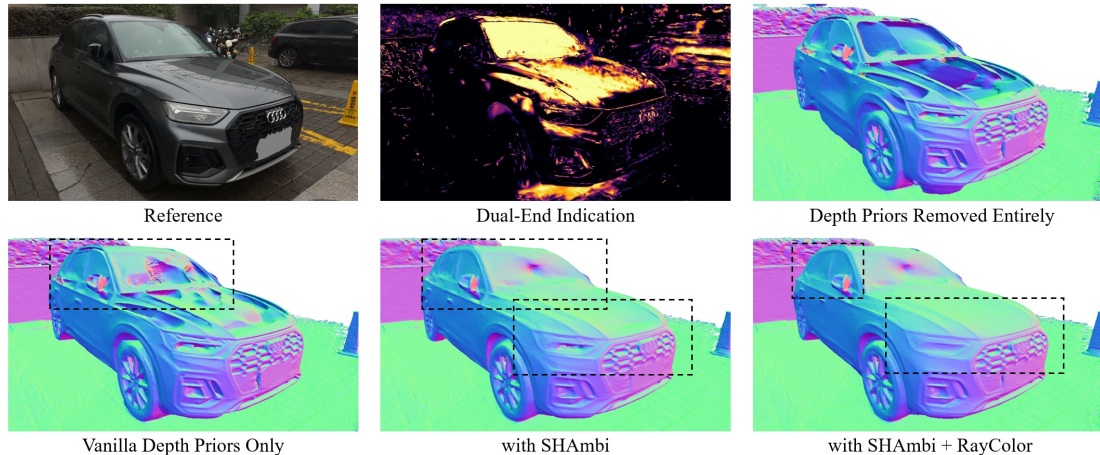 Reference
Dual-End Indication
Depth Priors Removed Entirely
Vanilla Depth Priors Only
with SHAmbi
with SHAmbi + RayColor